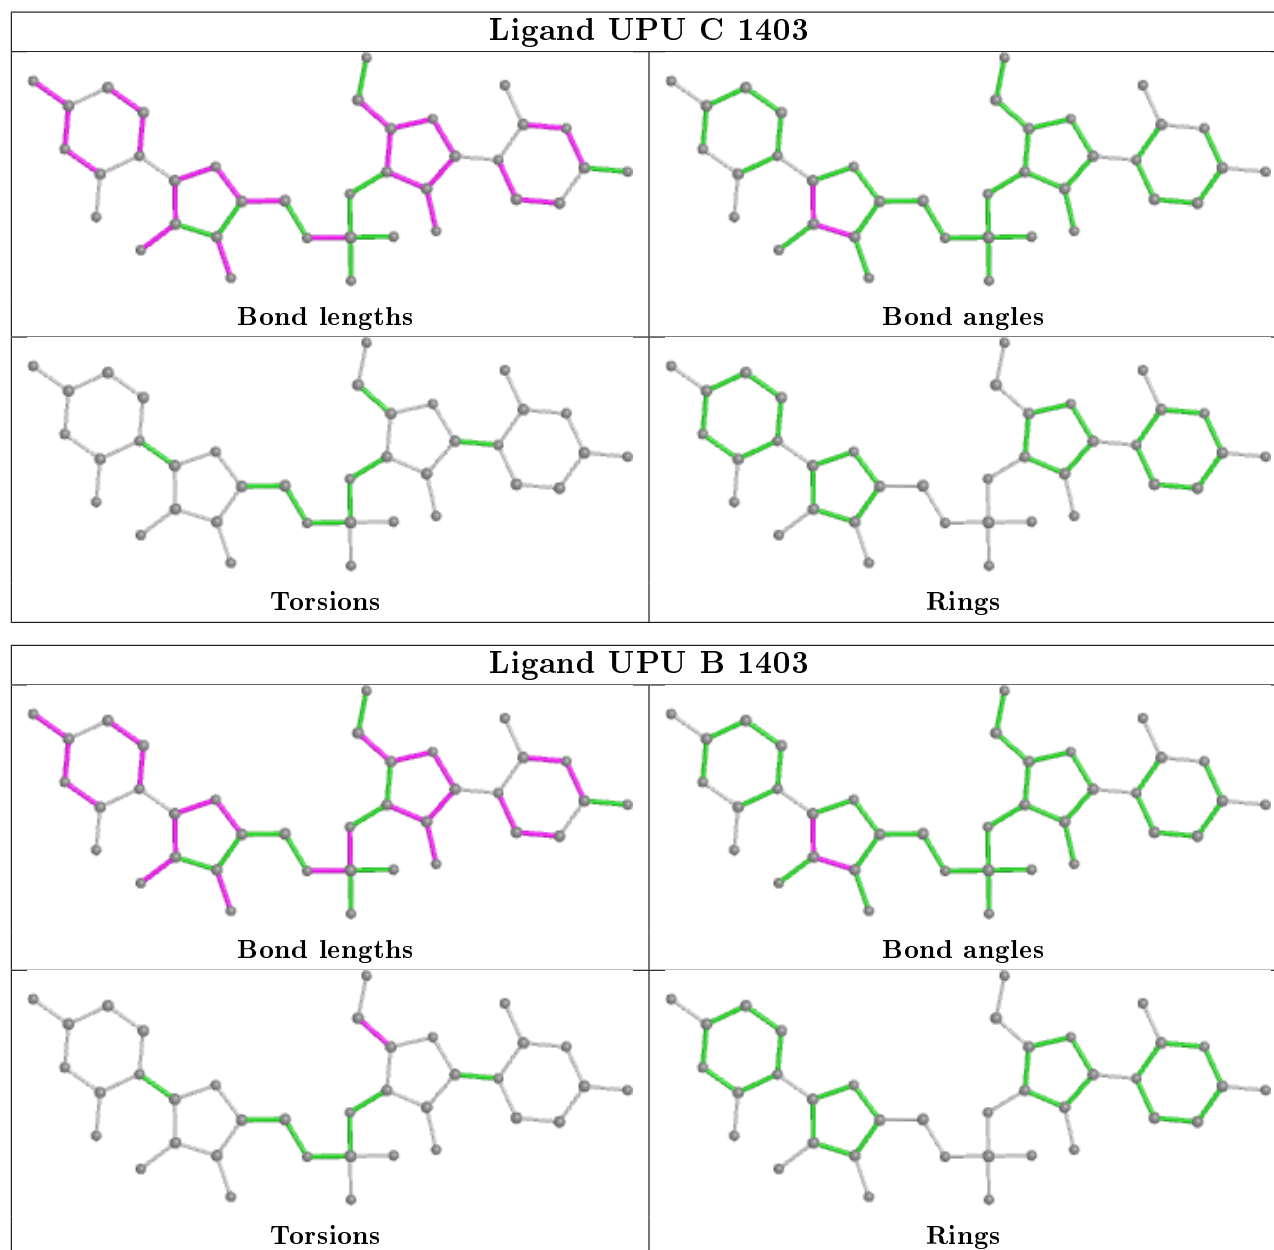 Ligand UPU C 1403
Bond lengths
Bond angles
Torsions
Rings
Ligand UPU B 1403
Bond lengths
Bond angles
Torsions
Rings